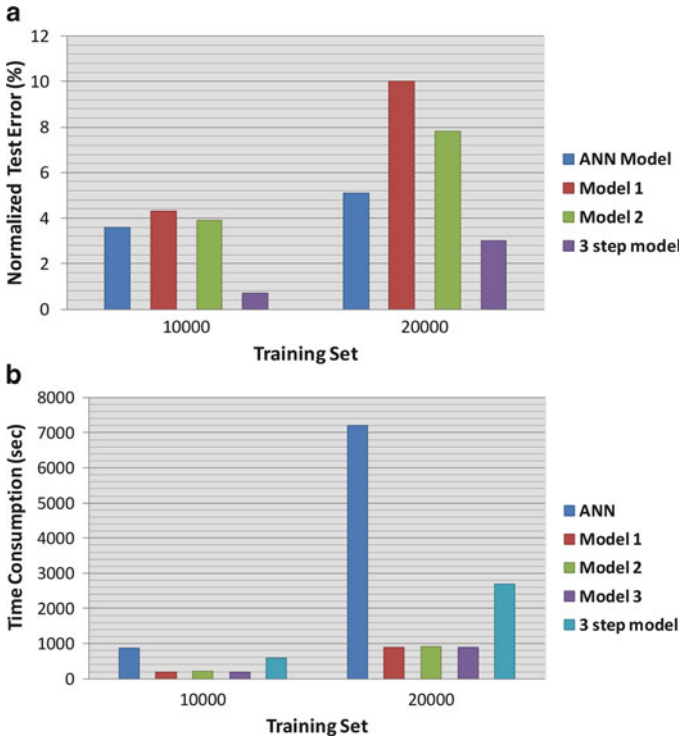 a
Normalized Test Error (%)
12
10
8
6
4
2
0
10000
20000
Training Set
ANN Model
Model 1
Model 2
3 step model
b
Time Consumption (sec)
8000
7000
6000
5000
4000
3000
2000
1000
0
10000
20000
Training Set
ANN
Model 1
Model 2
Model 3
3 step model